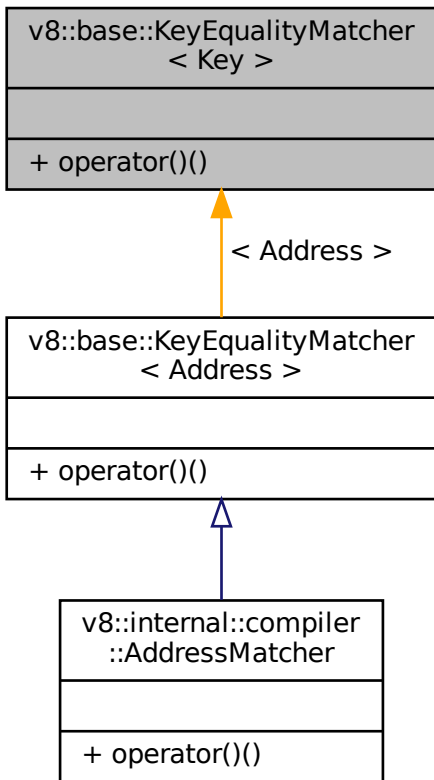 v8::base::KeyEqualityMatcher
< Key >
+ operator()()
< Address >
v8::base::KeyEqualityMatcher
< Address >
+ operator()()
v8::internal::compiler
::AddressMatcher
+ operator()()